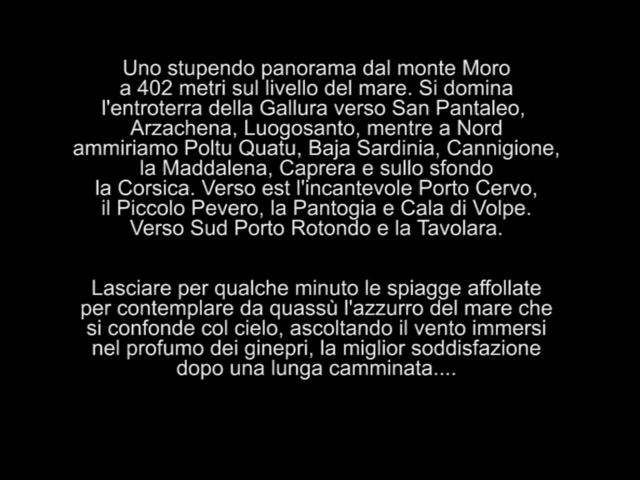 Uno stupendo panorama dal monte Moro
a 402 metri sul livello del mare. Si domina
l'entroterra della Gallura verso San Pantaleo,
Arzachena, Luogosanto, mentre a Nord
ammiriamo Poltu Quatu, Baja Sardinia, Cannigione,
la Maddalena, Caprera e sullo sfondo
la Corsica. Verso est l'incantevole Porto Cervo,
il Piccolo Pevero, la Pantogia e Cala di Volpe.
Verso Sud Porto Rotondo e la Tavolara.
Lasciare per qualche minuto le spiagge affollate
per contemplare da quassù l'azzurro del mare che
si confonde col cielo, ascoltando il vento immersi
nel profumo dei ginepri, la miglior soddisfazione
dopo una lunga camminata....